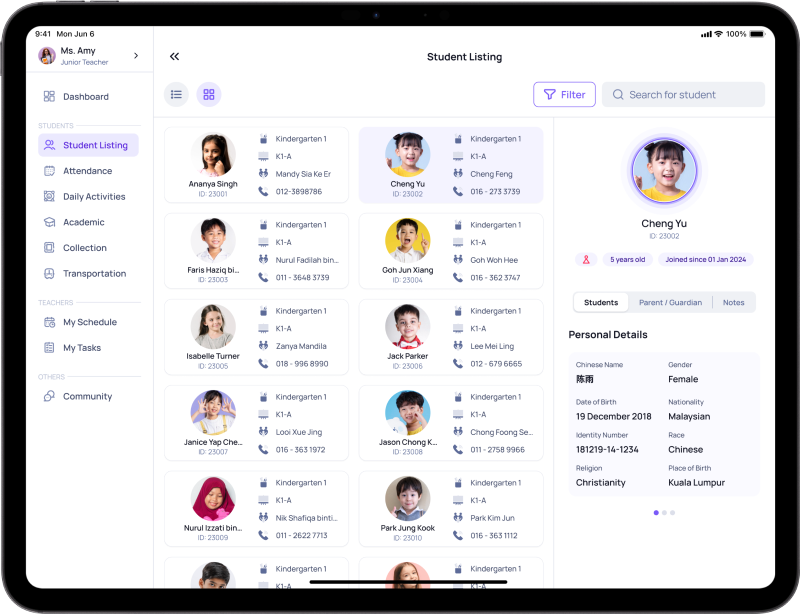 9:41 Mon Jun 6
100%
Ms. Amy
Junior Teacher
Dashboard
STUDENTS
Student Listing
Attendance
Daily Activities
Academic
Collection
Transportation
TEACHERS
My Schedule
My Tasks
OTHERS
Community
Student Listing
Filter
Search for student
Ananya Singh
ID: 23001
Kindergarten 1
K1-A
Mandy Sia Ke Er
012-3898786
Cheng Yu
ID: 23002
Kindergarten 1
K1-A
Cheng Feng
016 - 273 3739
Faris Haziq bi...
ID: 23003
Kindergarten 1
K1-A
Nurul Fadilah bin...
011 - 3648 3739
Goh Jun Xiang
ID: 23004
Kindergarten 1
K1-A
Goh Woh Hee
016 - 362 3747
Isabelle Turner
ID: 23005
Kindergarten 1
K1-A
Zanya Mandila
018 - 996 8990
Jack Parker
ID: 23006
Kindergarten 1
K1-A
Lee Mei Ling
012 - 679 6665
Janice Yap Che...
ID: 23007
Kindergarten 1
K1-A
Looi Xue Jing
016 - 363 1972
Jason Chong K...
ID: 23008
Kindergarten 1
K1-A
Chong Foong Se...
011 - 2758 9966
Nurul Izzati bin...
ID: 23009
Kindergarten 1
K1-A
Nik Shafiqa binti...
011 - 2622 7713
Park Jung Kook
ID: 23010
Kindergarten 1
K1-A
Park Kim Jun
016 - 363 1112
Kindergarten 1
K1-A
Kindergarten 1
K1-A
Cheng Yu
ID: 23002
5 years old
Joined since 01 Jan 2024
Students
Parent / Guardian
Notes
Personal Details
Chinese Name
陈雨
Gender
Female
Date of Birth
19 December 2018
Nationality
Malaysian
Identity Number
181219-14-1234
Race
Chinese
Religion
Christianity
Place of Birth
Kuala Lumpur